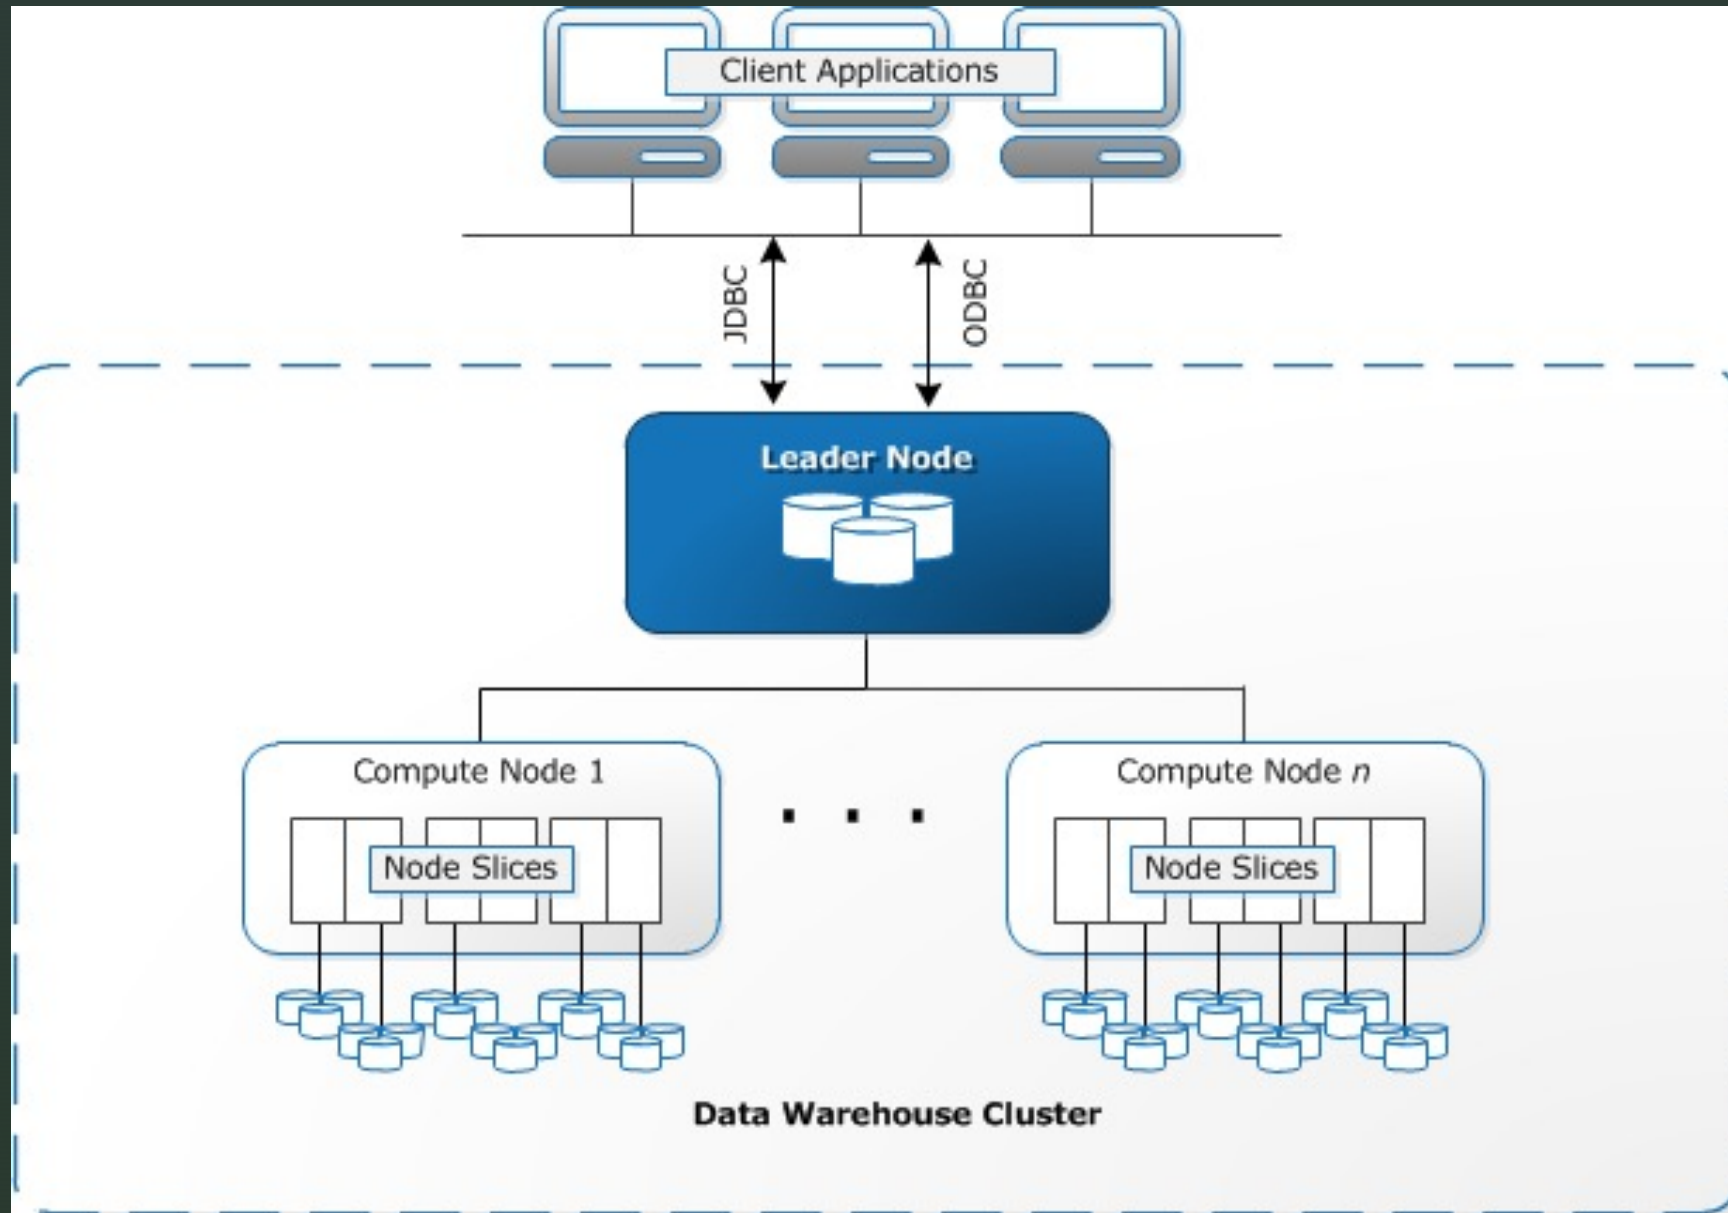 Client Applications
JDBC
ODBC
Leader Node
Compute Node 1
Compute Node n
Node Slices
Node Slices
Data Warehouse Cluster